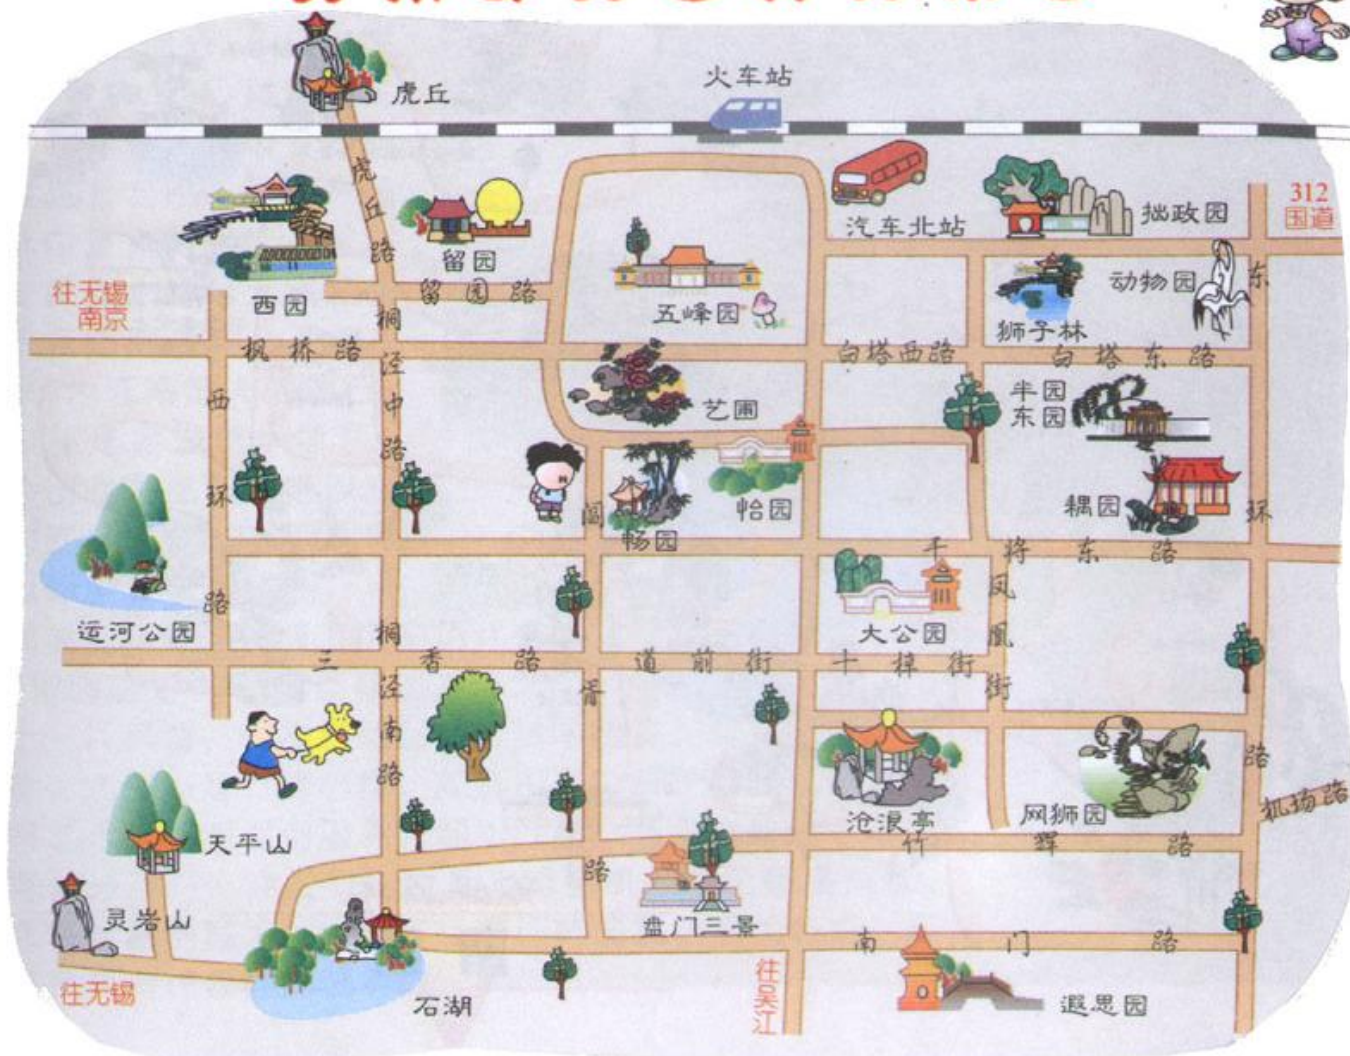 虎丘
火车站
虎丘路
312
国道
汽车北站
拙政园
留园
留园路
西园
往无锡
南京
五峰园
动物园
狮子林
枫桥路
白塔西路
白塔东路
桐泾中路
西环路
东环路
艺圃
半园
东园
耦园
怡园
畅园
干将东路
运河公园
大公园
凤凰街
三香路
道前街
十梓街
桐泾南路
阊胥路
沧浪亭
网狮园
竹辉路
机场路
天平山
灵岩山
盘门三景
南门路
往无锡
石湖
往吴江
遐思园